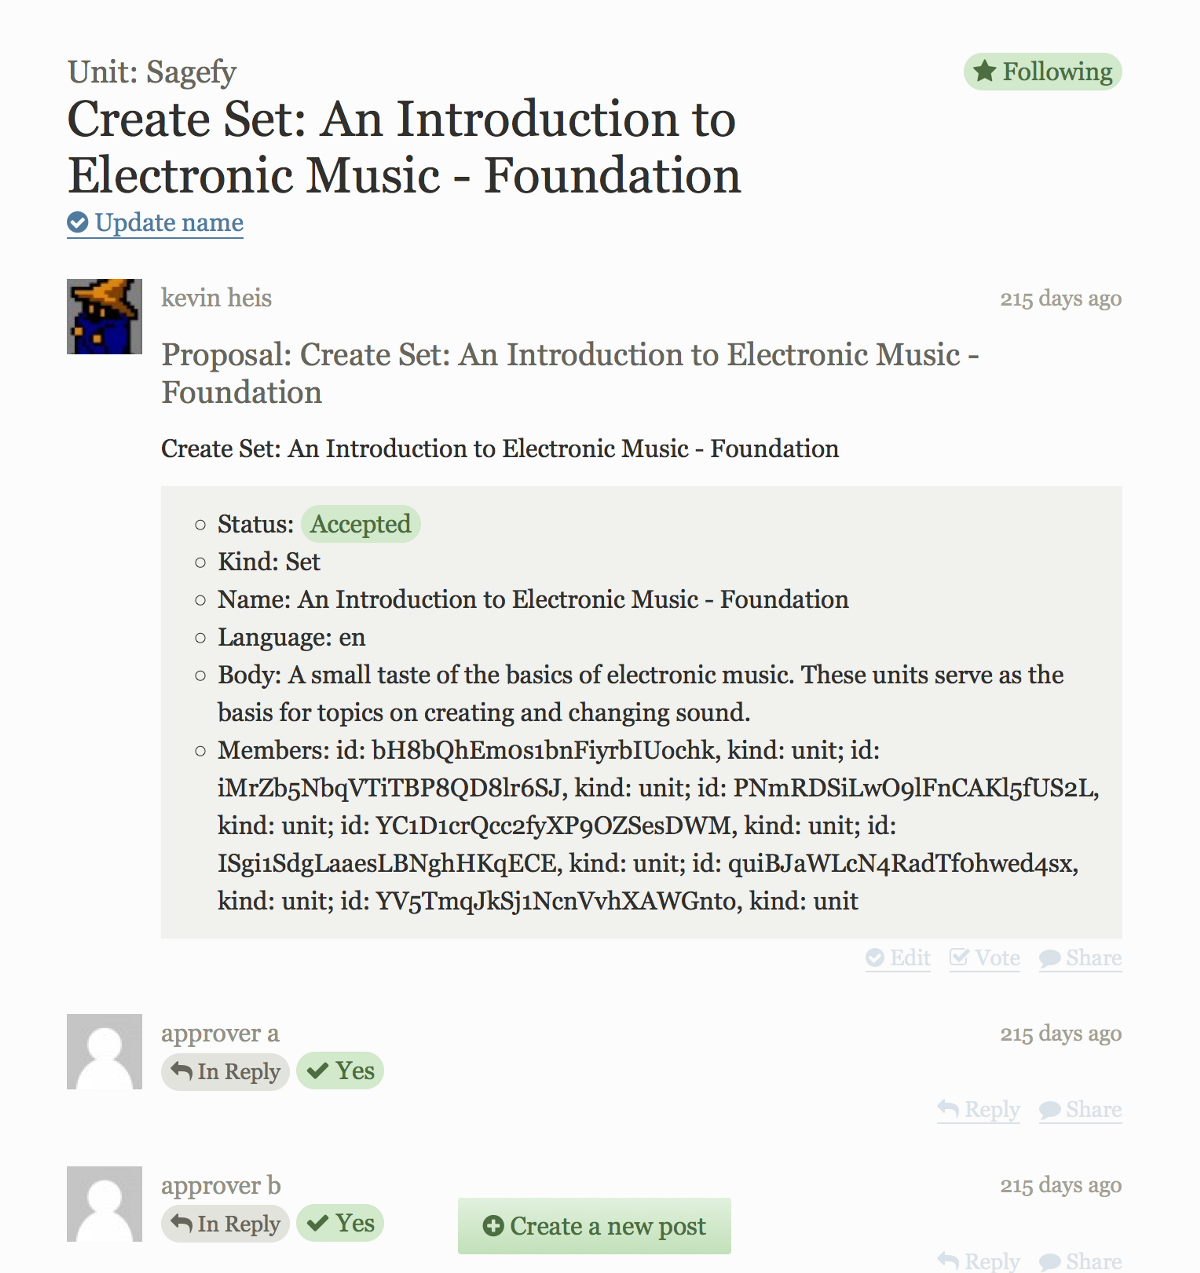 Unit: Sagefy
Following
Create Set: An Introduction to
Electronic Music - Foundation
Update name
kevin heis
215 days ago
Proposal: Create Set: An Introduction to Electronic Music -
Foundation
Create Set: An Introduction to Electronic Music - Foundation
Status: Accepted
Kind: Set
Name: An Introduction to Electronic Music - Foundation
Language: en
Body: A small taste of the basics of electronic music. These units serve as the
basis for topics on creating and changing sound.
Members: id: bH8bQhEm0s1bnFiyrbIUochk, kind: unit; id:
iMrZb5NbqVTiTBP8QD8lr6SJ, kind: unit; id: PNmRDSiLwO9lFnCAKl5fUS2L,
kind: unit; id: YC1D1crQcc2fyXP9OZSesDWM, kind: unit; id:
ISgi1SdgLaaesLBNghHKqECE, kind: unit; id: quiBJaWLcN4RadTfohwed4sx,
kind: unit; id: YV5TmqJkSj1NcnVvhXAWGnto, kind: unit
Edit Vote Share
approver a
215 days ago
In Reply Yes
Reply Share
approver b
215 days ago
In Reply Yes
Create a new post
Reply Share